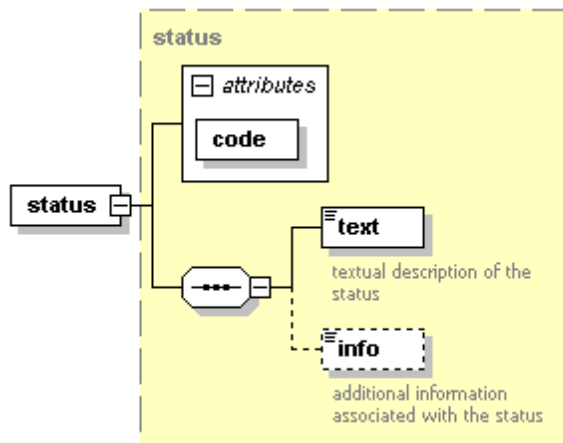 status
attributes
code
status
text
textual description of the
status
info
additional information
associated with the status